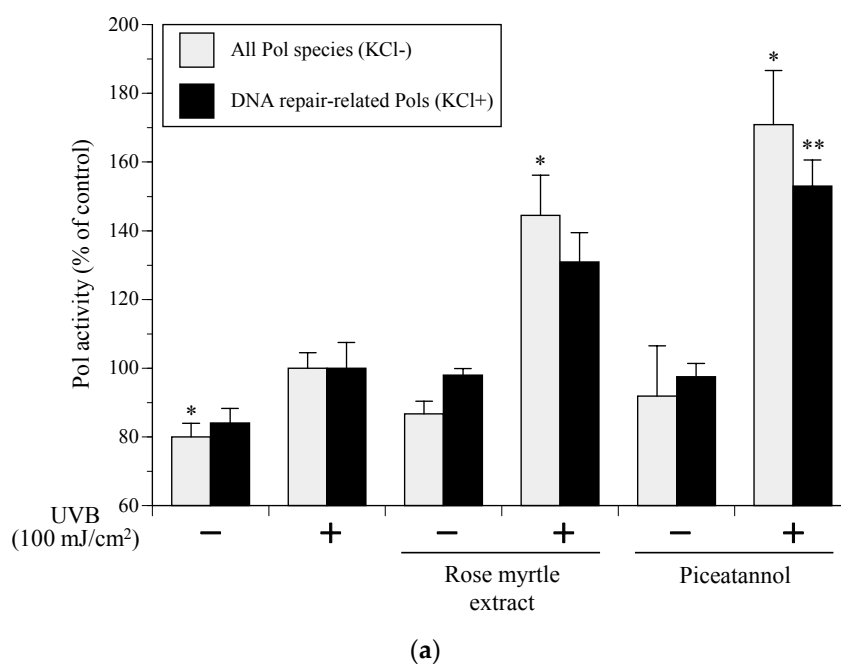 200
180
160
140
120
100
80
60
Pol activity (% of control)
All Pol species (KCl-)
DNA repair-related Pols (KCl+)
*
*
*
**
UVB
(100 mJ/cm²)
− + − + − +
Rose myrtle
extract
Piceatannol
(a)